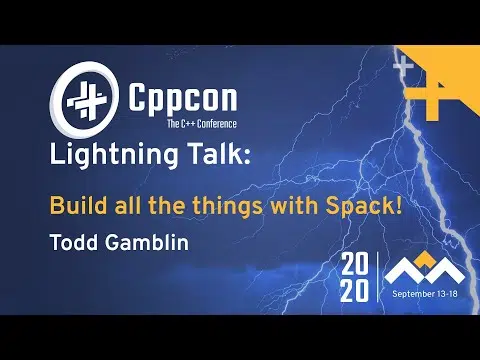 Cppcon
The C++ Conference
Lightning Talk:
Build all the things with Spack!
Todd Gamblin
20
20
September 13-18